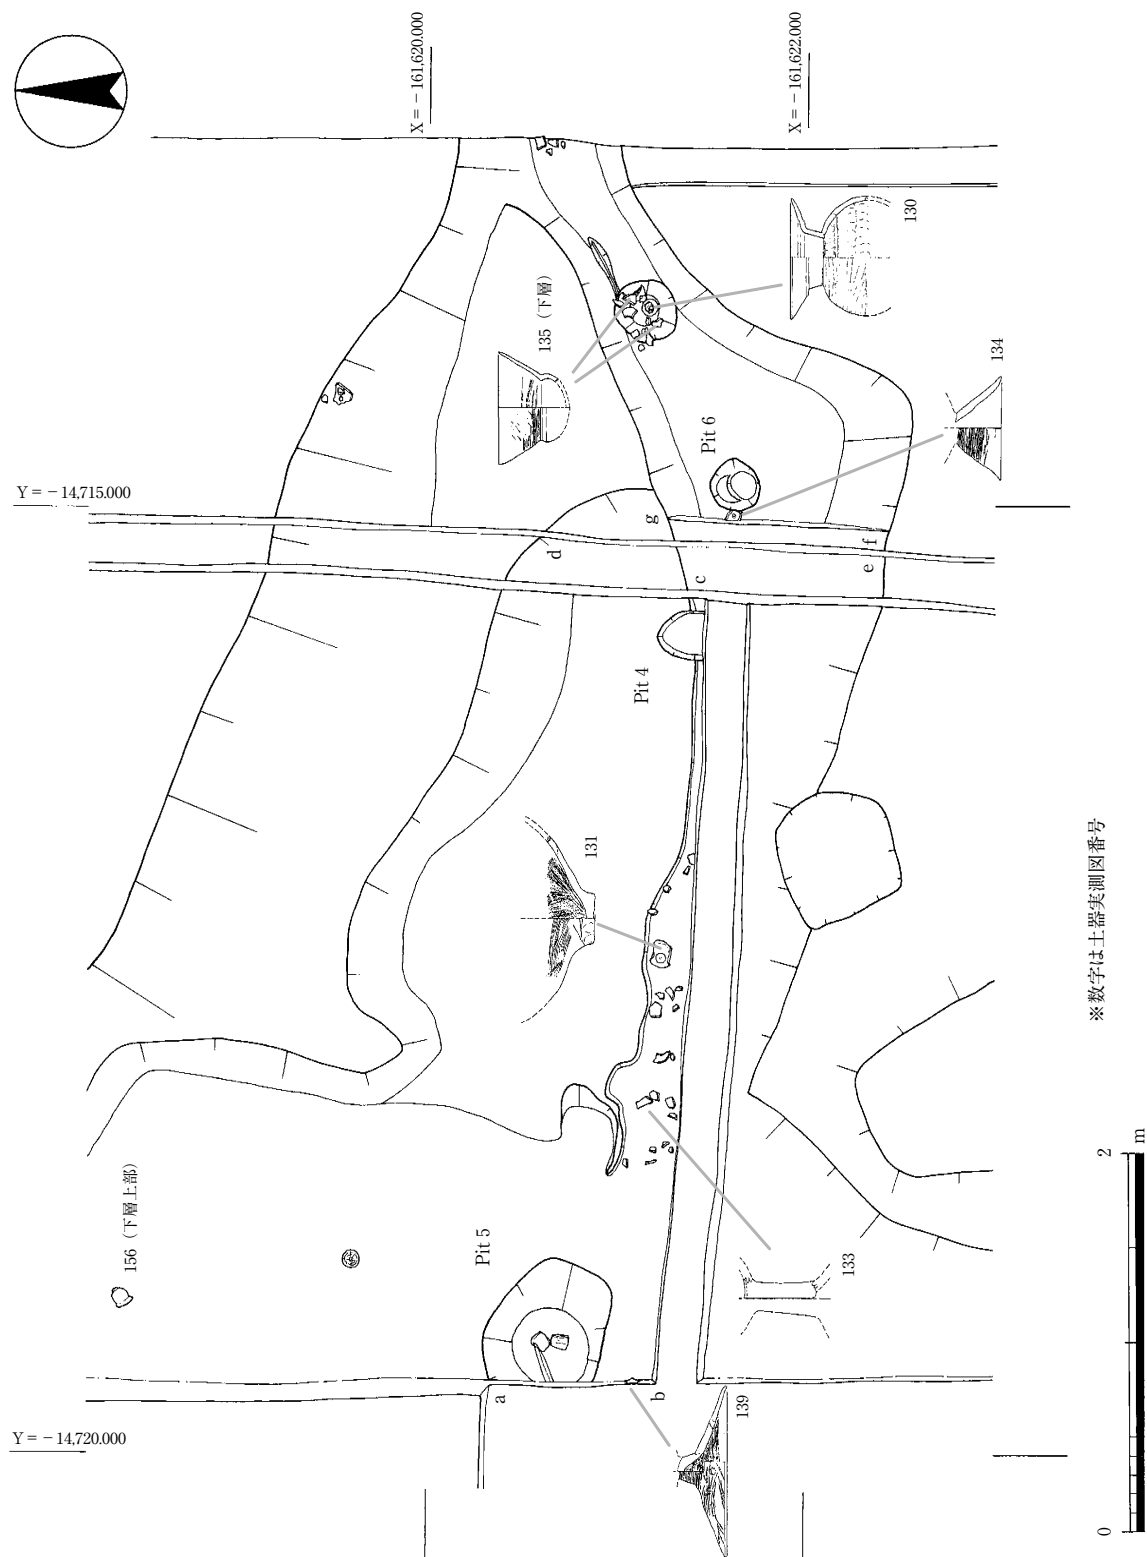 X = − 161,620.000
X = − 161,622.000
130
135（下層）
134
Pit 6
Y = − 14,715.000
g
f
d
e
c
Pit 4
131
※数字は土器実測図番号
2
m
156（下層上部）
Pit 5
133
a
b
139
Y = − 14,720.000
0